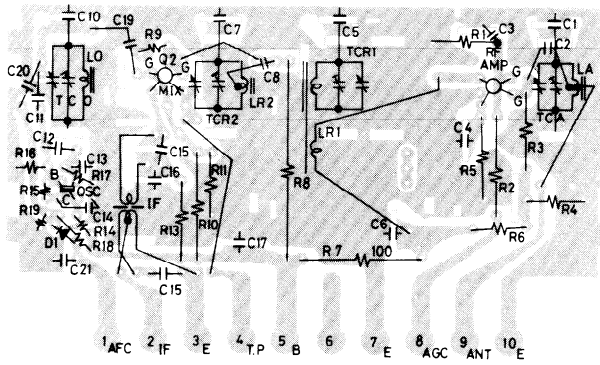 C10
C19
C7
C5
C3
C1
R9
R1
C2
LO
Q2
TCR1
RF
AMP
G
G
C8
G
LA
C20
TCO
MIX
LR2
G
C11
TCR2
TCA
C12
LR1
C4
R3
C15
R16
C13
R11
B
R17
C16
R8
R5
R2
R15
OSC
C
IF
R4
R19
C14
R14
R13
R10
C6
R6
D1
R18
C17
R7 100
C21
C15
1 AFC
2 IF
3 E
4 T.P
5 B
6
7 E
8 AGC
9 ANT
10 E